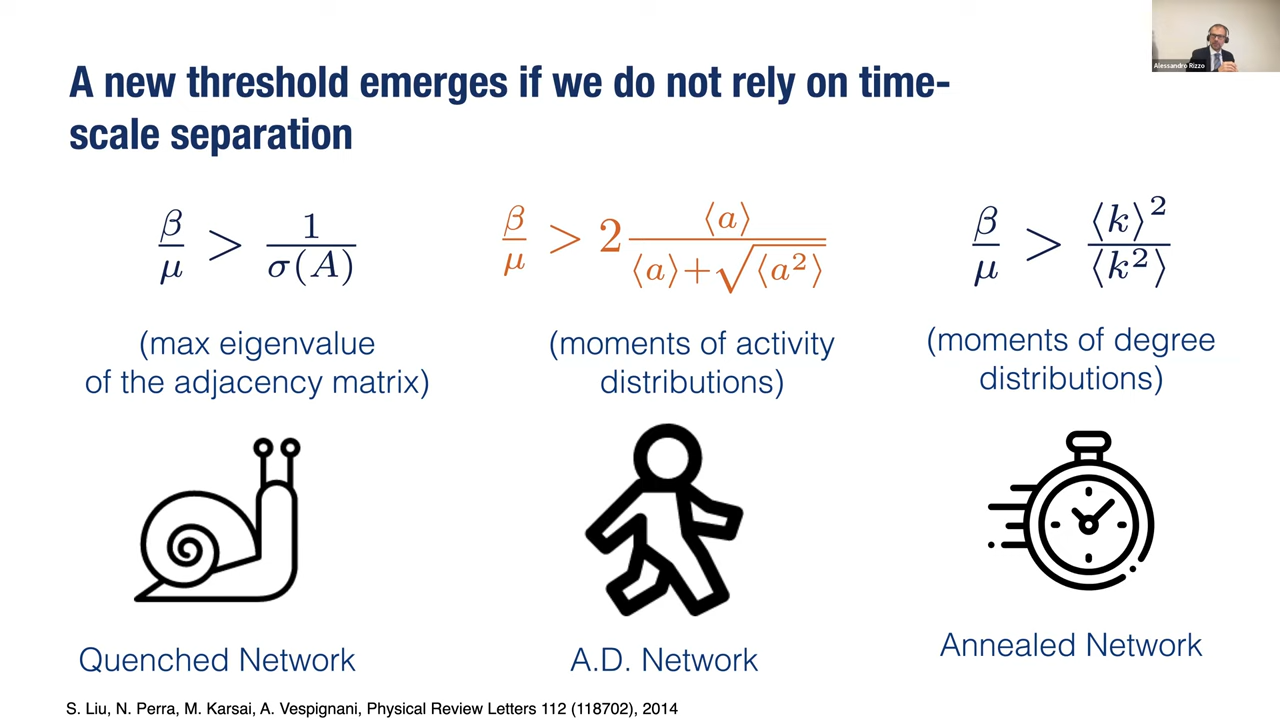 Alessandro Rizzo
A new threshold emerges if we do not rely on time-
scale separation
β/μ > 1/σ(A)
β/μ > 2 ⟨a⟩/(⟨a⟩+√⟨a²⟩)
β/μ > ⟨k⟩²/⟨k²⟩
(max eigenvalue
of the adjacency matrix)
(moments of activity
distributions)
(moments of degree
distributions)
Quenched Network
A.D. Network
Annealed Network
S. Liu, N. Perra, M. Karsai, A. Vespignani, Physical Review Letters 112 (118702), 2014